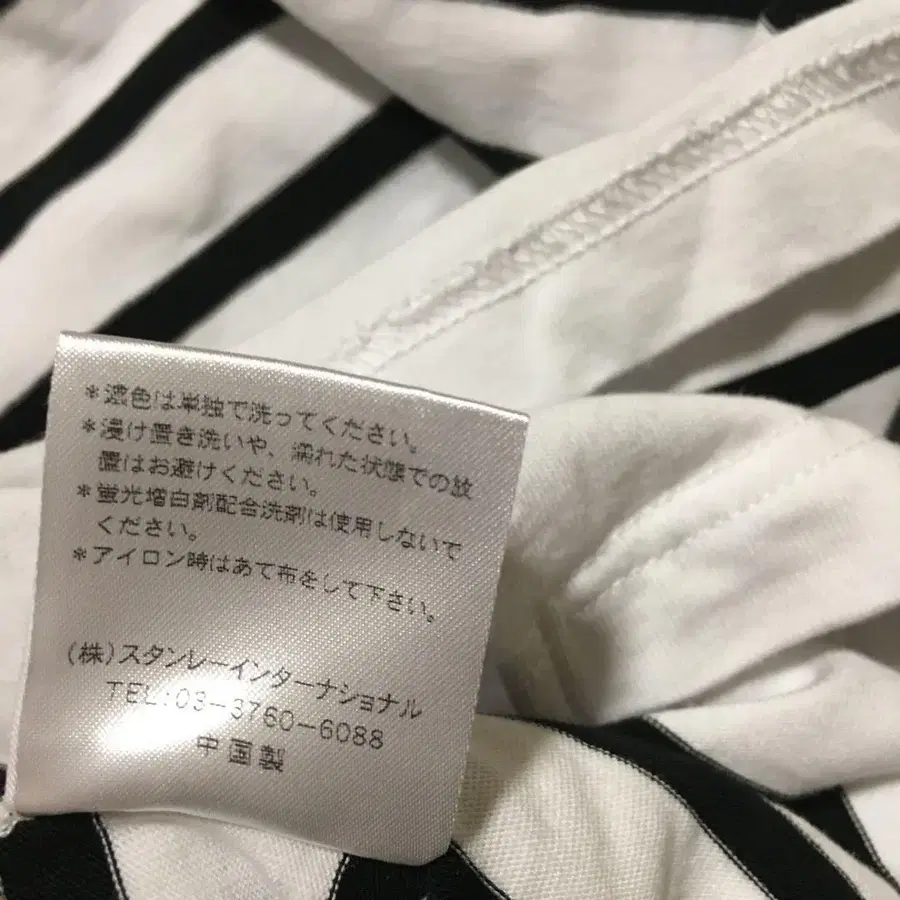 *濃色は単独で洗ってください。
*浸け置き洗いや、濡れた状態での放
置はお避けください。
*蛍光増白剤配合洗剤は使用しないで
ください。
*アイロン時はあて布をして下さい。
(株)スタンレーインターナショナル
TEL:03-3760-6088
中国製